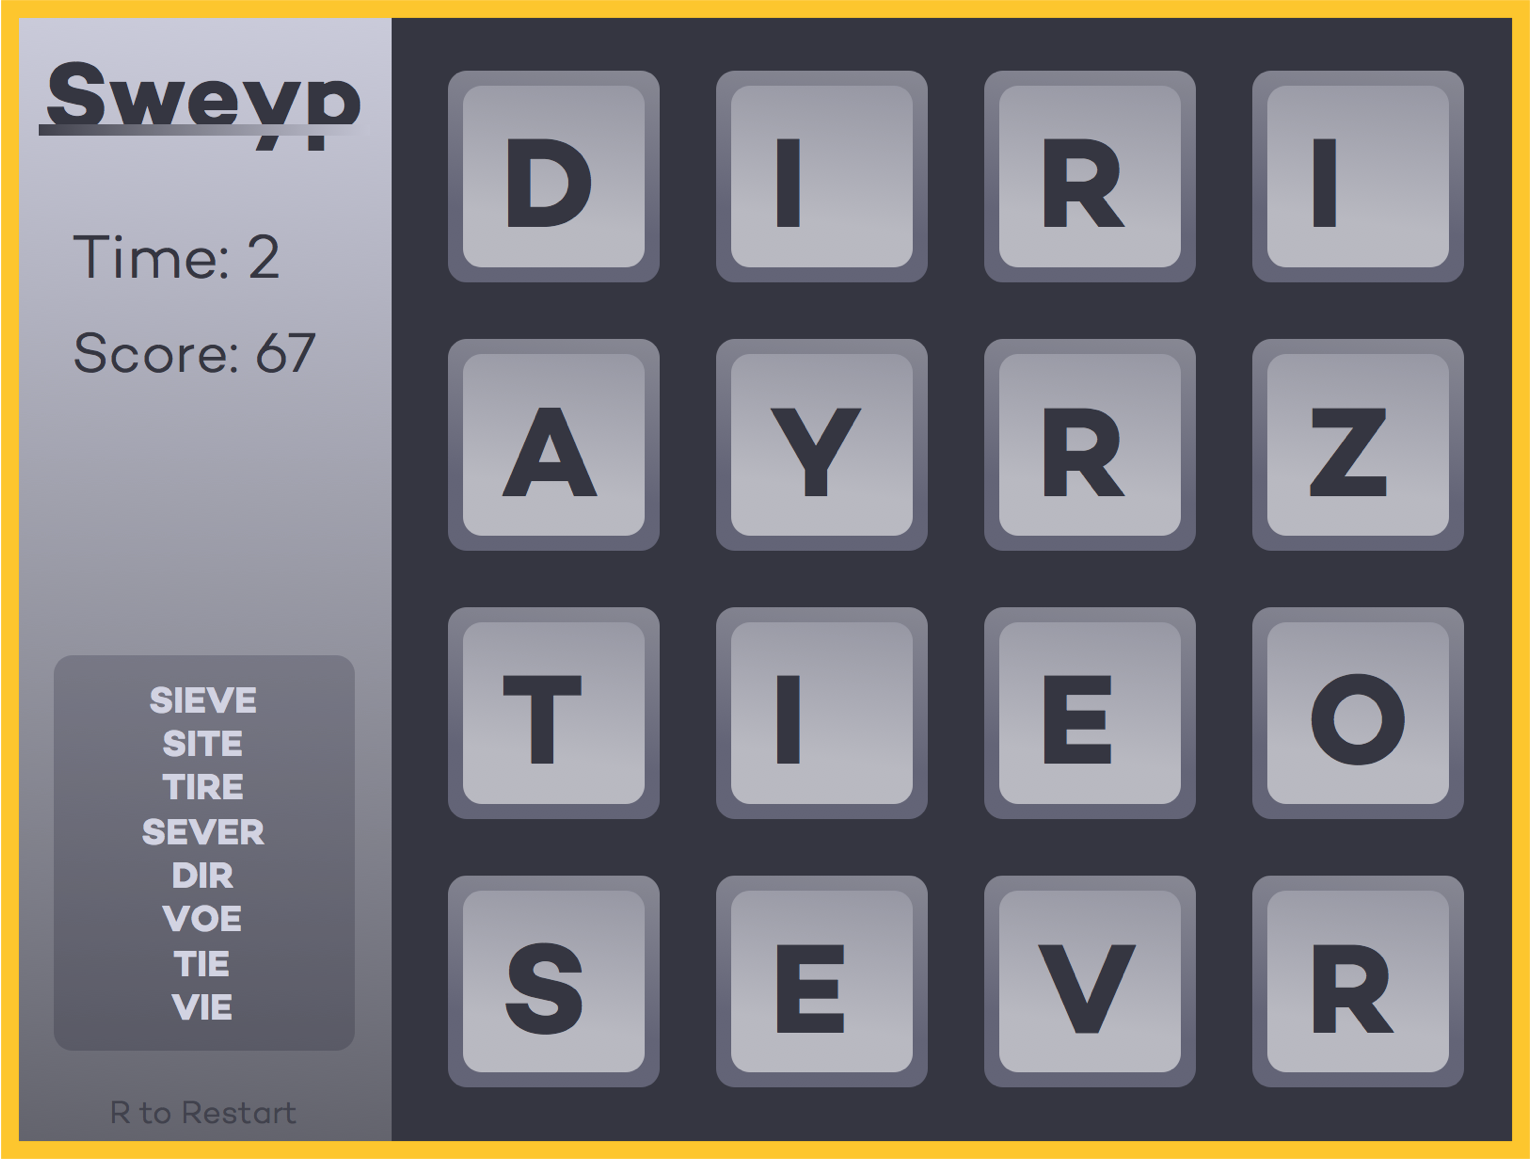 Sweyp
Time: 2
Score: 67
SIEVE
SITE
TIRE
SEVER
DIR
VOE
TIE
VIE
R to Restart
D I R I
A Y R Z
T I E O
S E V R